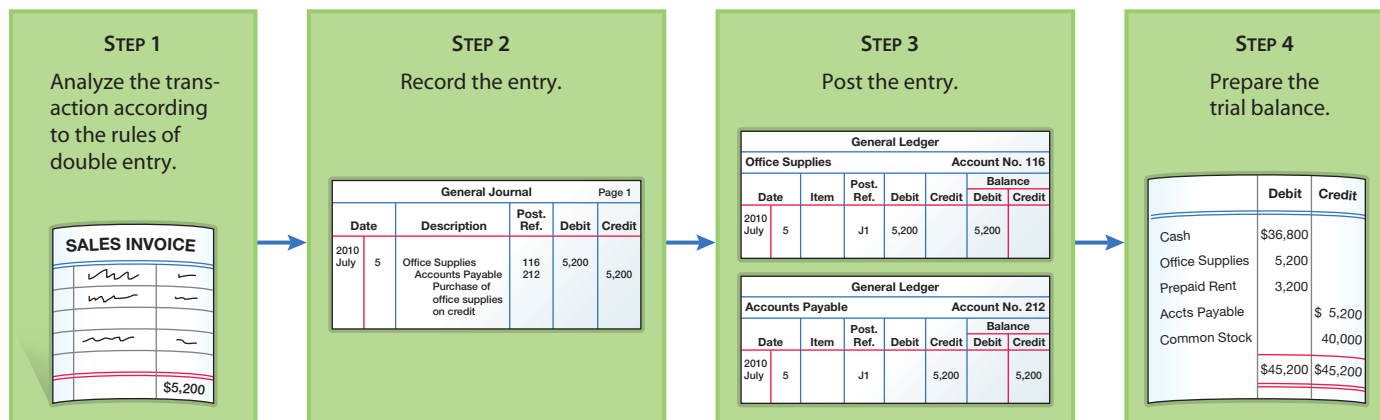 STEP 1
Analyze the trans-
action according
to the rules of
double entry.
SALES INVOICE
$5,200
STEP 2
Record the entry.
General Journal Page 1
Date Description Post. Ref. Debit Credit
2010
July 5 Office Supplies 116 5,200
Accounts Payable 212 5,200
Purchase of
office supplies
on credit
STEP 3
Post the entry.
General Ledger
Office Supplies Account No. 116
Balance
Date Item Post. Ref. Debit Credit Debit Credit
2010
July 5 J1 5,200 5,200
General Ledger
Accounts Payable Account No. 212
Balance
Date Item Post. Ref. Debit Credit Debit Credit
2010
July 5 J1 5,200 5,200
STEP 4
Prepare the
trial balance.
Debit Credit
Cash $36,800
Office Supplies 5,200
Prepaid Rent 3,200
Accts Payable $ 5,200
Common Stock 40,000
$45,200 $45,200